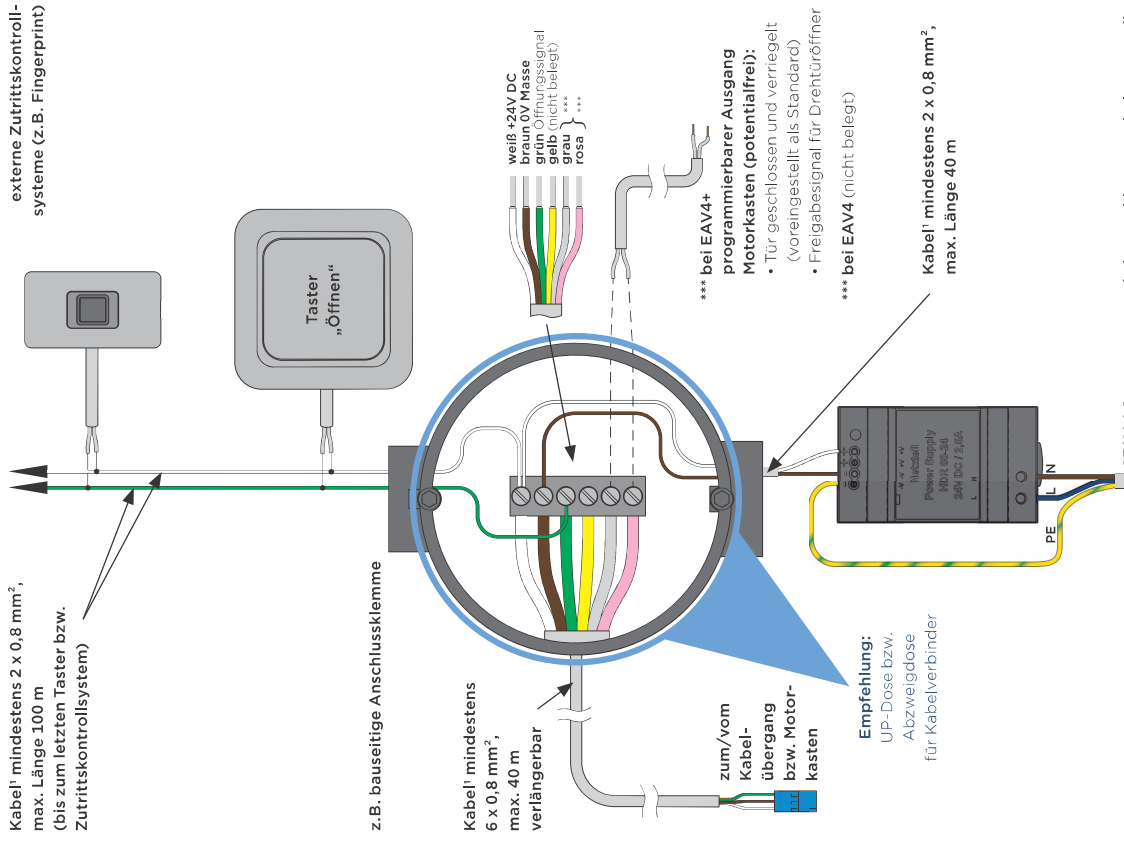 externe Zutrittskontroll-
systeme (z.B. Fingerprint)
Taster
„Öffnen“
Kabel¹ mindestens 2 x 0,8 mm²,
max. Länge 100 m
(bis zum letzten Taster bzw.
Zutrittskontrollsystem)
z.B. bauseitige Anschlussklemme
weiß +24V DC
braun 0V Masse
grün Öffnungssignal
gelb (nicht belegt)
grau } ***
rosa ***
*** bei EAV4+
programmierbarer Ausgang
Motorkasten (potentialfrei):
• Tür geschlossen und verriegelt
(voreingestellt als Standard)
• Freigabesignal für Drehtüröffner
*** bei EAV4 (nicht belegt)
Kabel¹ mindestens
6 x 0,8 mm²,
max. 40 m
verlängerbar
zum/vom
Kabel-
übergang
bzw. Motor-
kasten
Empfehlung:
UP-Dose bzw.
Abzweigdose
für Kabelverbinder
Kabel¹ mindestens 2 x 0,8 mm²,
max. Länge 40 m
-V -V +V +V
Netzteil
Power Supply
24V DC / 2,5A
L N
PE L N